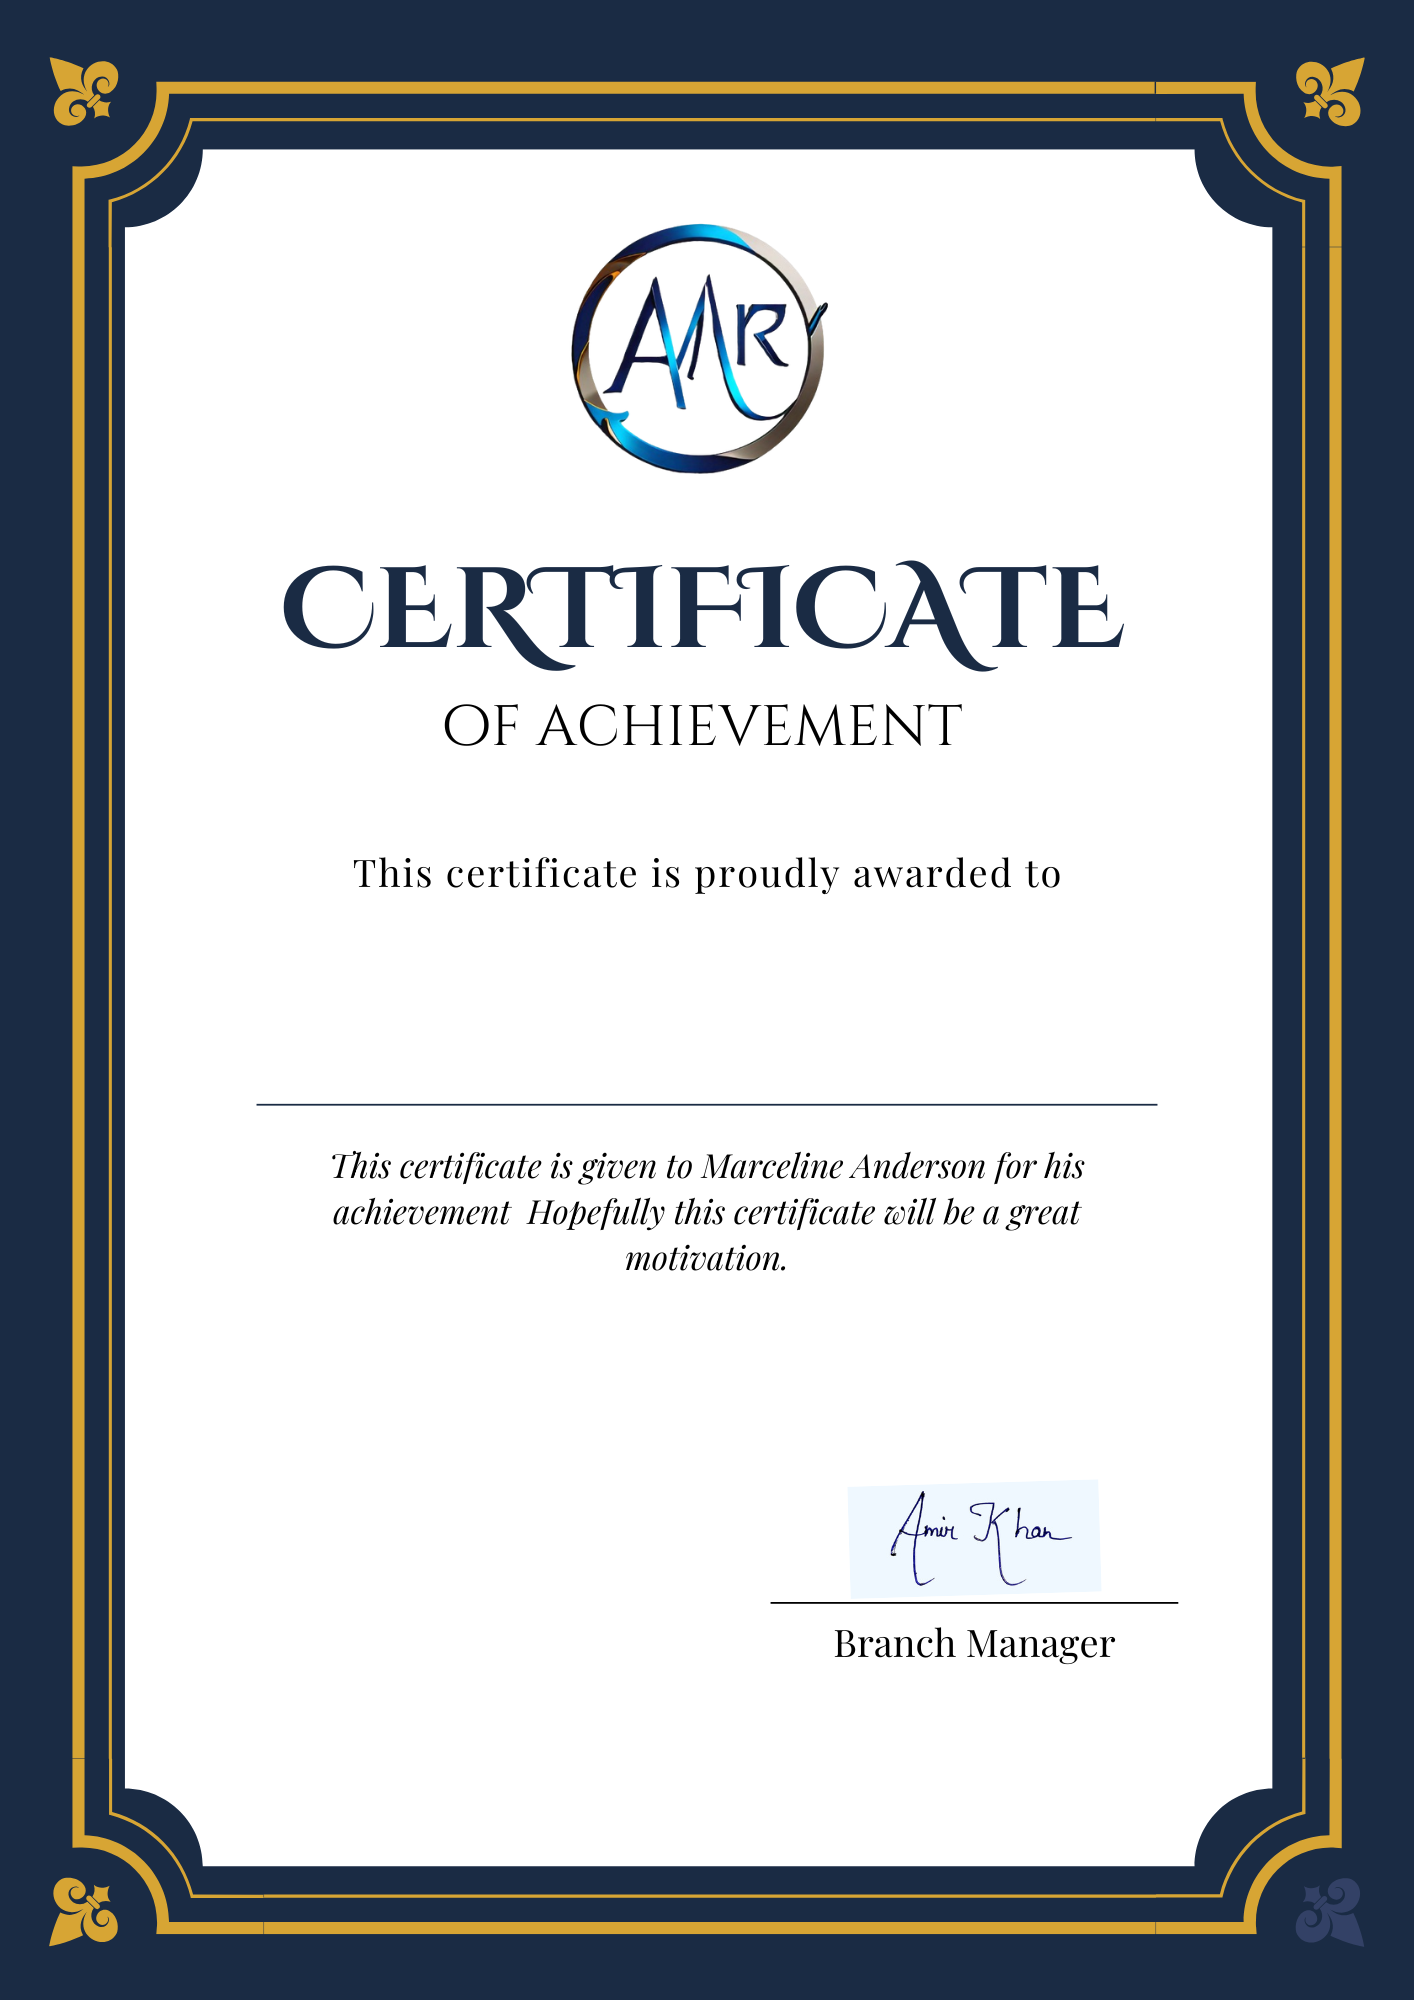 AMR
CERTIFICATE
OF ACHIEVEMENT
This certificate is proudly awarded to
This certificate is given to Marceline Anderson for his
achievement  Hopefully this certificate will be a great
motivation.
Amir Khan
Branch Manager